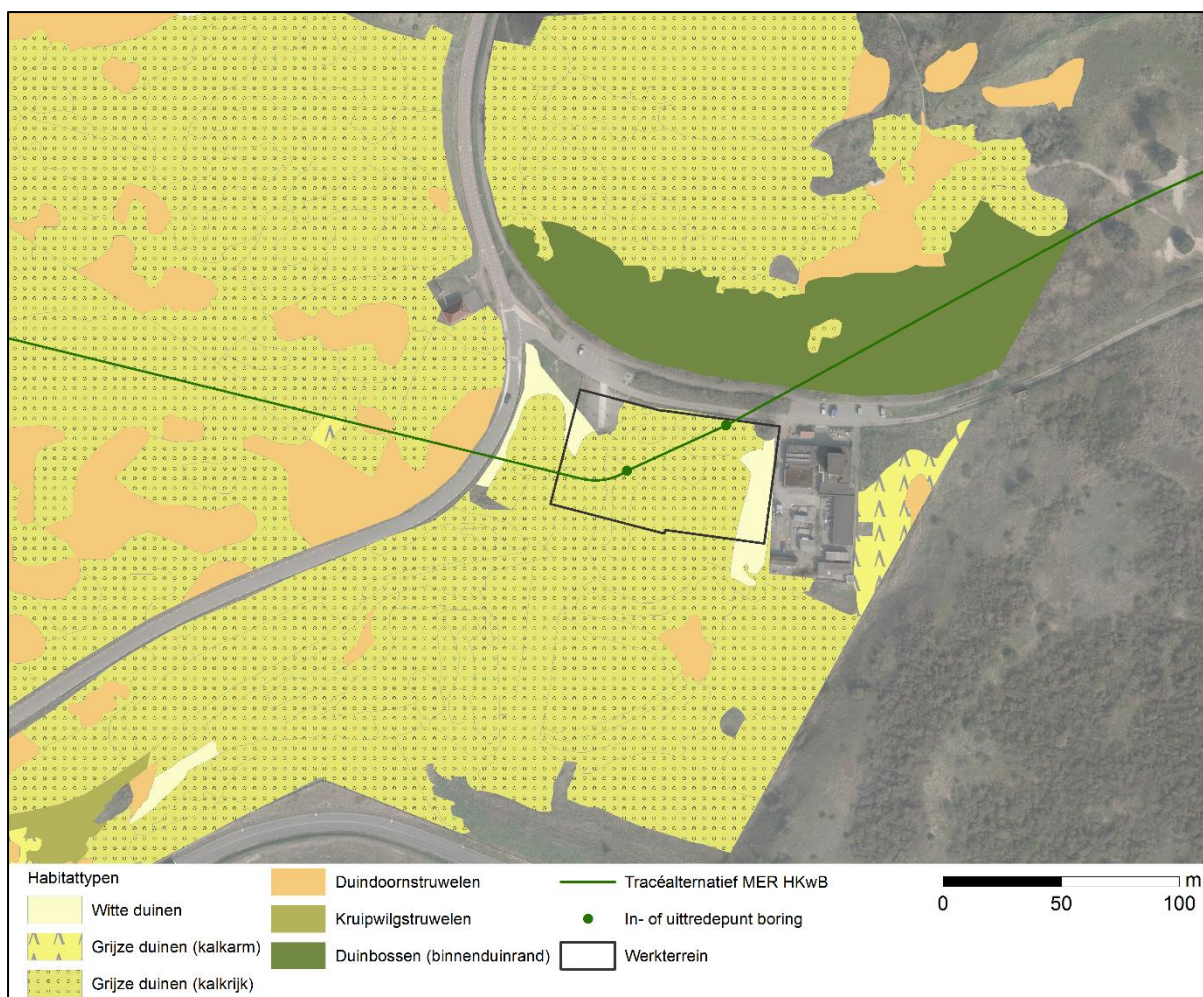 Habitattypen
Witte duinen
Grijze duinen (kalkarm)
Grijze duinen (kalkrijk)
Duindoornstruwelen
Kruipwilgstruwelen
Duinbossen (binnenduinrand)
Tracéalternatief MER HKwB
In- of uittredepunt boring
Werkterrein
m
0 50 100